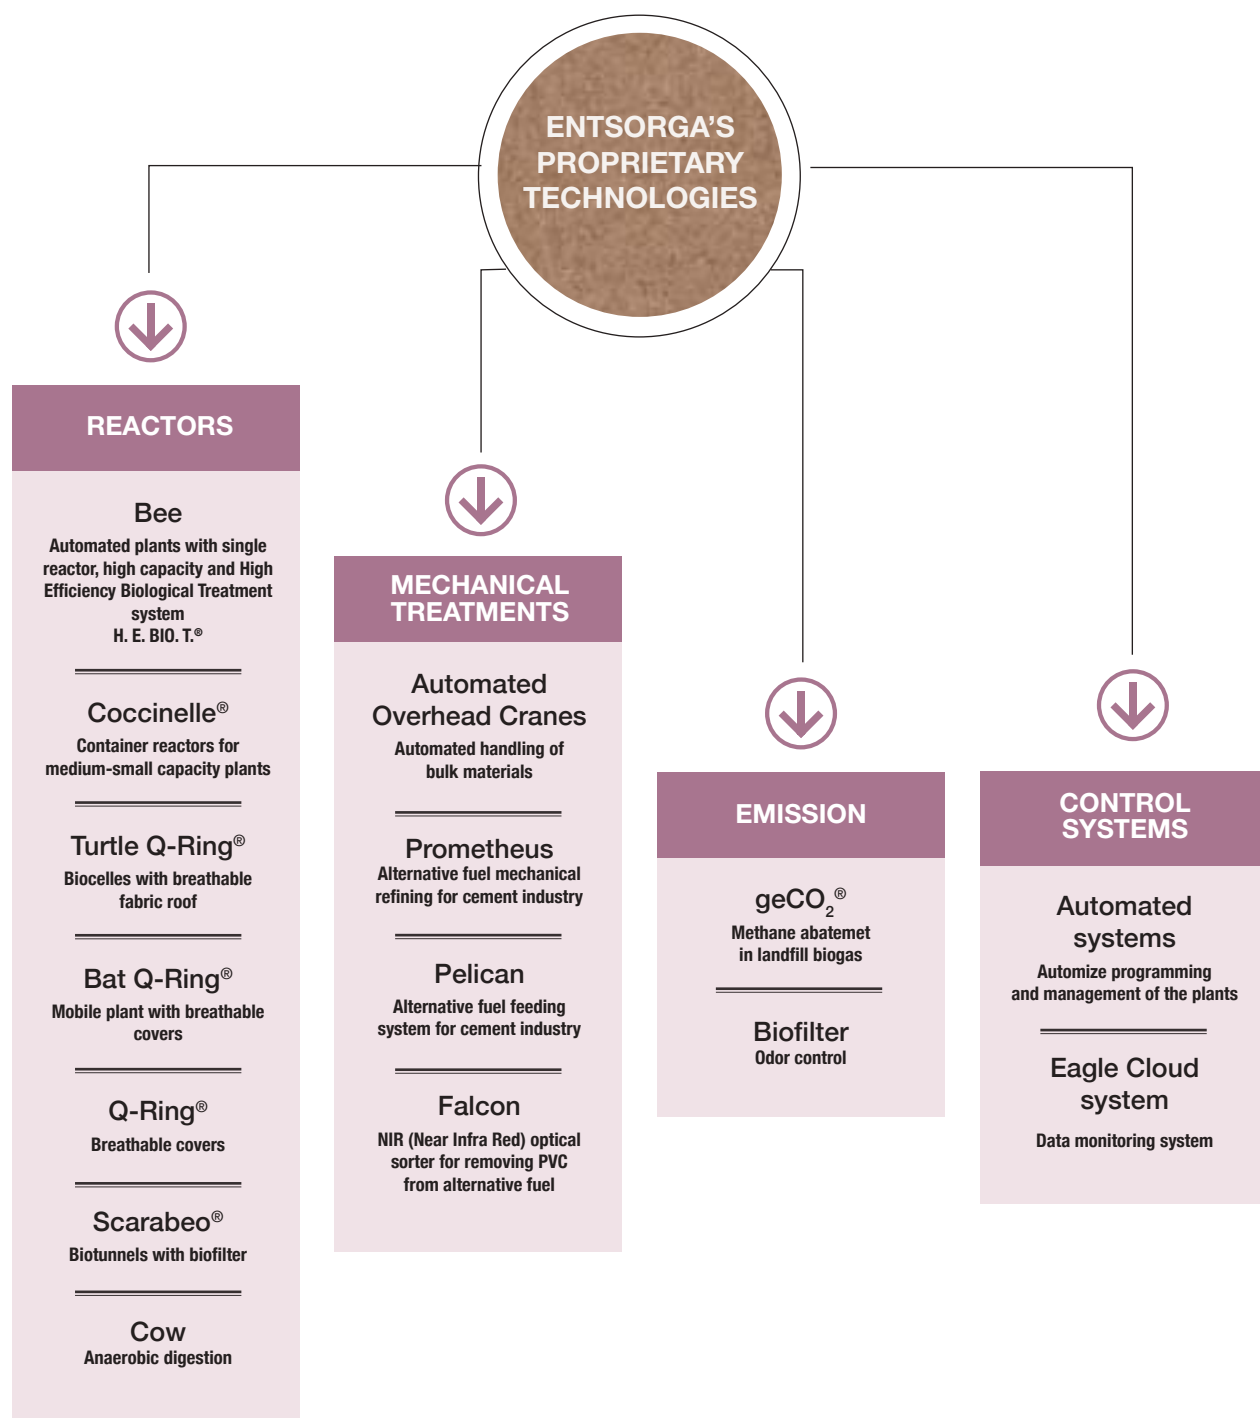 ENTSORGA'S
PROPRIETARY
TECHNOLOGIES
REACTORS
Bee
Automated plants with single
reactor, high capacity and High
Efficiency Biological Treatment
system
H. E. BIO. T.®
Coccinelle®
Container reactors for
medium-small capacity plants
Turtle Q-Ring®
Biocelles with breathable
fabric roof
Bat Q-Ring®
Mobile plant with breathable
covers
Q-Ring®
Breathable covers
Scarabeo®
Biotunnels with biofilter
Cow
Anaerobic digestion
MECHANICAL
TREATMENTS
Automated
Overhead Cranes
Automated handling of
bulk materials
Prometheus
Alternative fuel mechanical
refining for cement industry
Pelican
Alternative fuel feeding
system for cement industry
Falcon
NIR (Near Infra Red) optical
sorter for removing PVC
from alternative fuel
EMISSION
geCO₂®
Methane abatemet
in landfill biogas
Biofilter
Odor control
CONTROL
SYSTEMS
Automated
systems
Automize programming
and management of the plants
Eagle Cloud
system
Data monitoring system